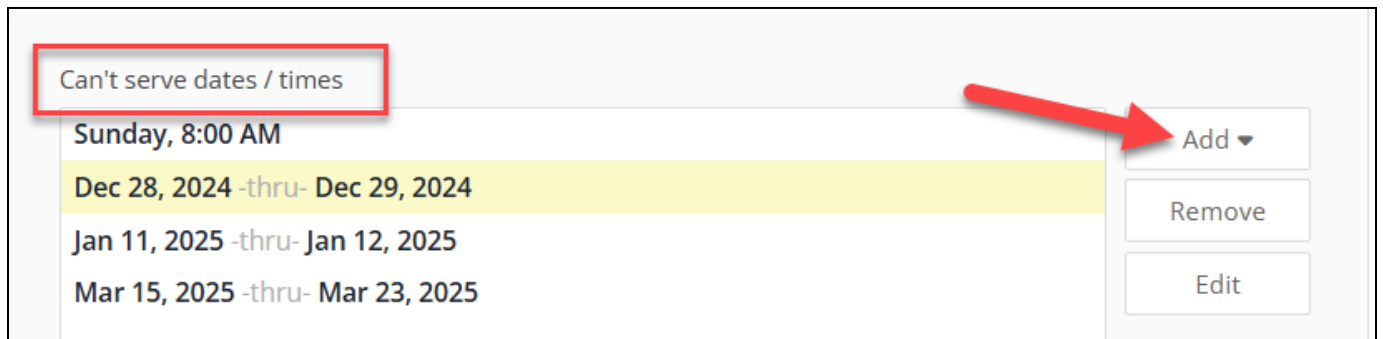 Can't serve dates / times
Sunday, 8:00 AM
Add
Dec 28, 2024 -thru- Dec 29, 2024
Remove
Jan 11, 2025 -thru- Jan 12, 2025
Mar 15, 2025 -thru- Mar 23, 2025
Edit